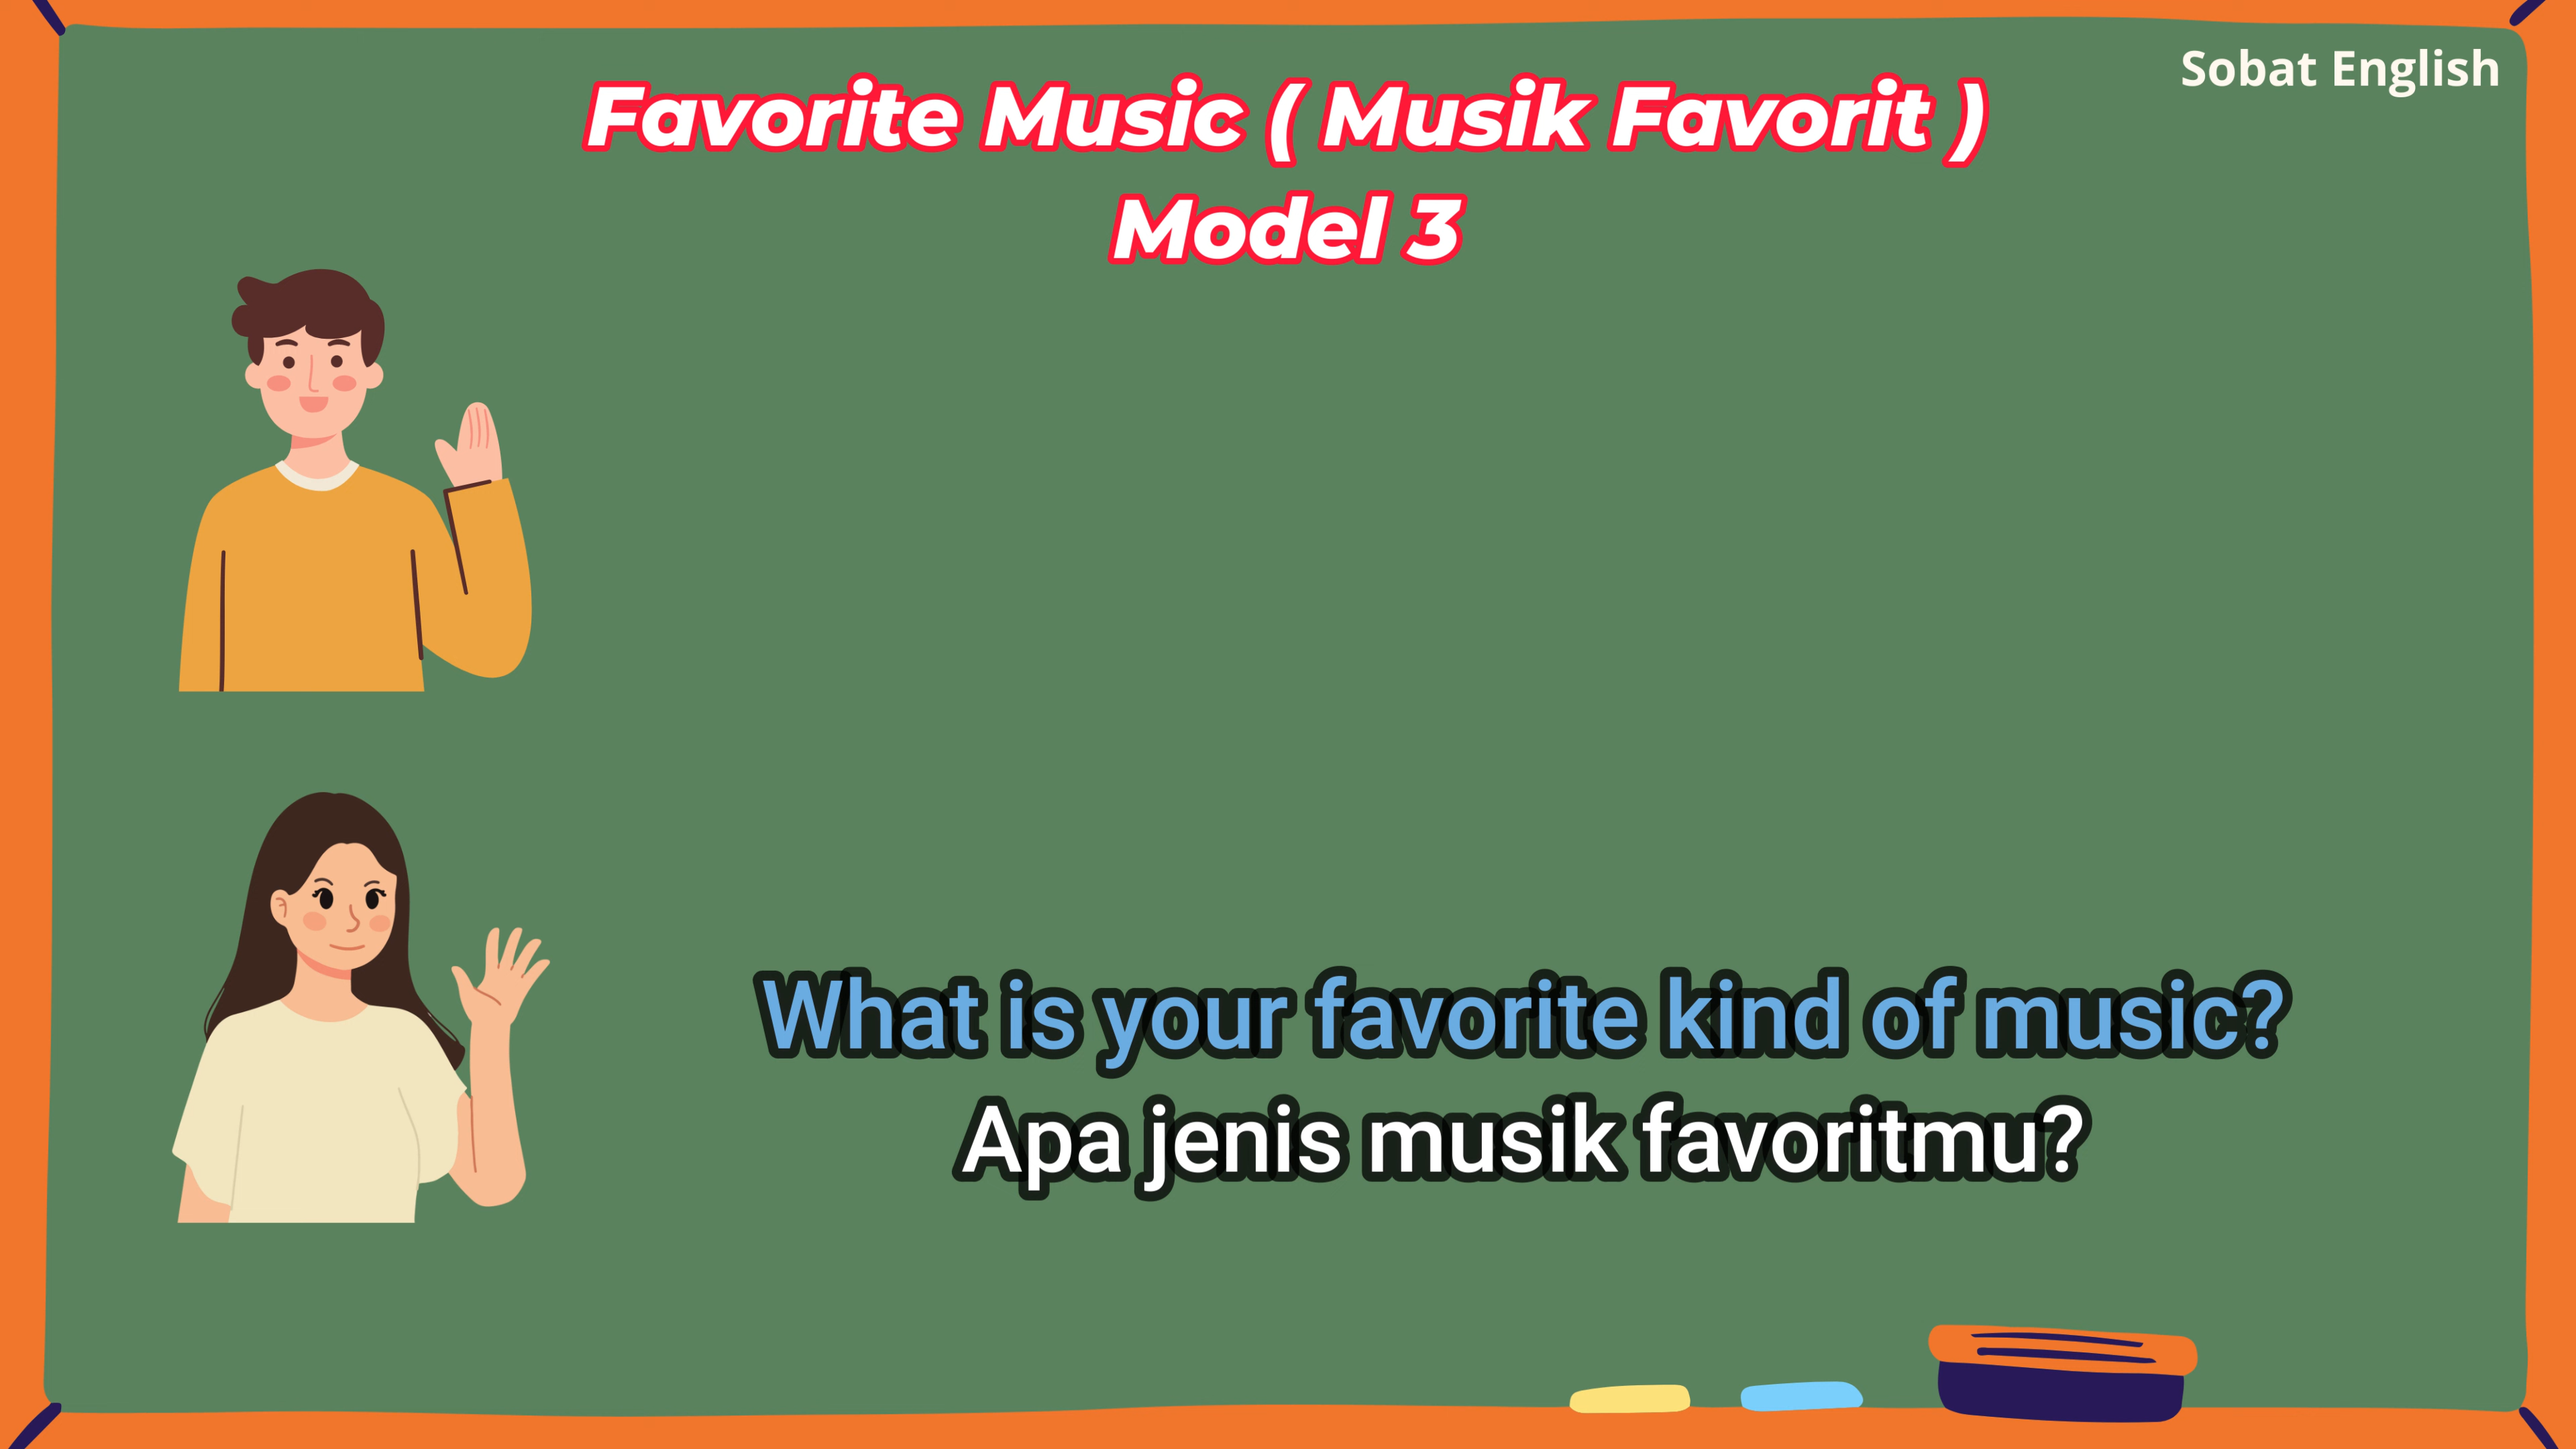 Sobat English
Favorite Music ( Musik Favorit )
Model 3
What is your favorite kind of music?
Apa jenis musik favoritmu?